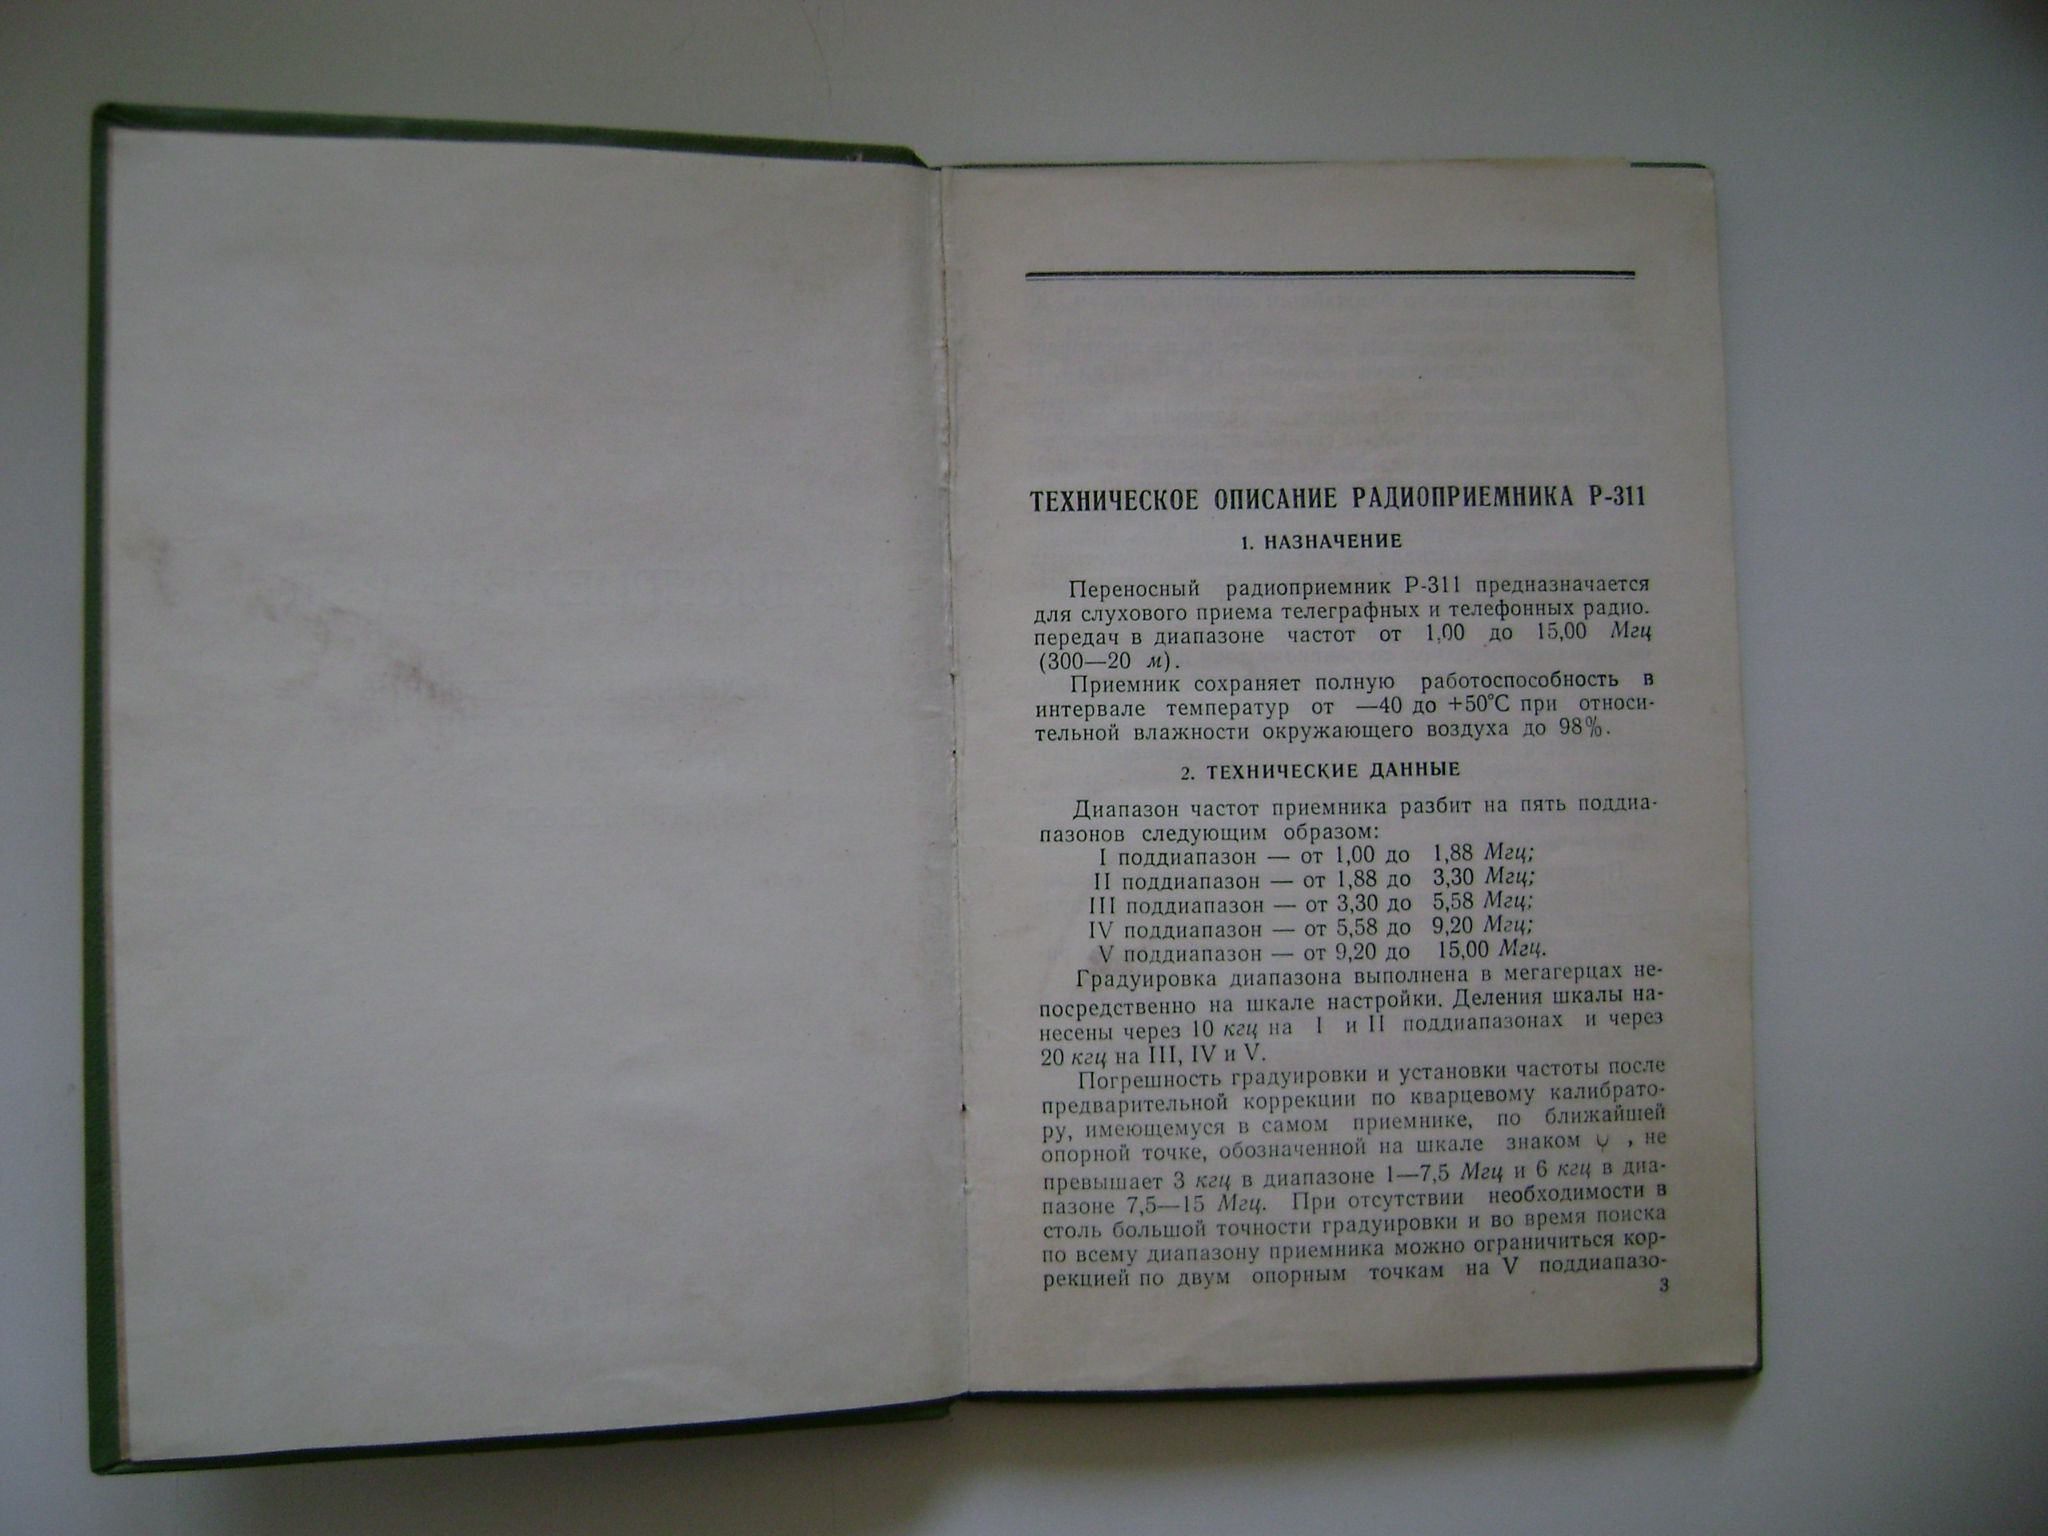 ТЕХНИЧЕСКОЕ ОПИСАНИЕ РАДИОПРИЕМНИКА Р-311
1. НАЗНАЧЕНИЕ
Переносный радиоприемник Р-311 предназначается
для слухового приема телеграфных и телефонных радио.
передач в диапазоне частот от 1,00 до 15,00 Мгц
(300—20 м).
Приемник сохраняет полную работоспособность в
интервале температур от —40 до +50°С при относи-
тельной влажности окружающего воздуха до 98%.
2. ТЕХНИЧЕСКИЕ ДАННЫЕ
Диапазон частот приемника разбит на пять поддиа-
пазонов следующим образом:
I поддиапазон — от 1,00 до 1,88 Мгц;
II поддиапазон — от 1,88 до 3,30 Мгц;
III поддиапазон — от 3,30 до 5,58 Мгц;
IV поддиапазон — от 5,58 до 9,20 Мгц;
V поддиапазон — от 9,20 до 15,00 Мгц.
Градуировка диапазона выполнена в мегагерцах не-
посредственно на шкале настройки. Деления шкалы на-
несены через 10 кгц на I и II поддиапазонах и через
20 кгц на III, IV и V.
Погрешность градуировки и установки частоты после
предварительной коррекции по кварцевому калибрато-
ру, имеющемуся в самом приемнике, по ближайшей
опорной точке, обозначенной на шкале знаком , не
превышает 3 кгц в диапазоне 1—7,5 Мгц и 6 кгц в диа-
пазоне 7,5—15 Мгц. При отсутствии необходимости в
столь большой точности градуировки и во время поиска
по всему диапазону приемника можно ограничиться кор-
рекцией по двум опорным точкам на V поддиапазо-
3